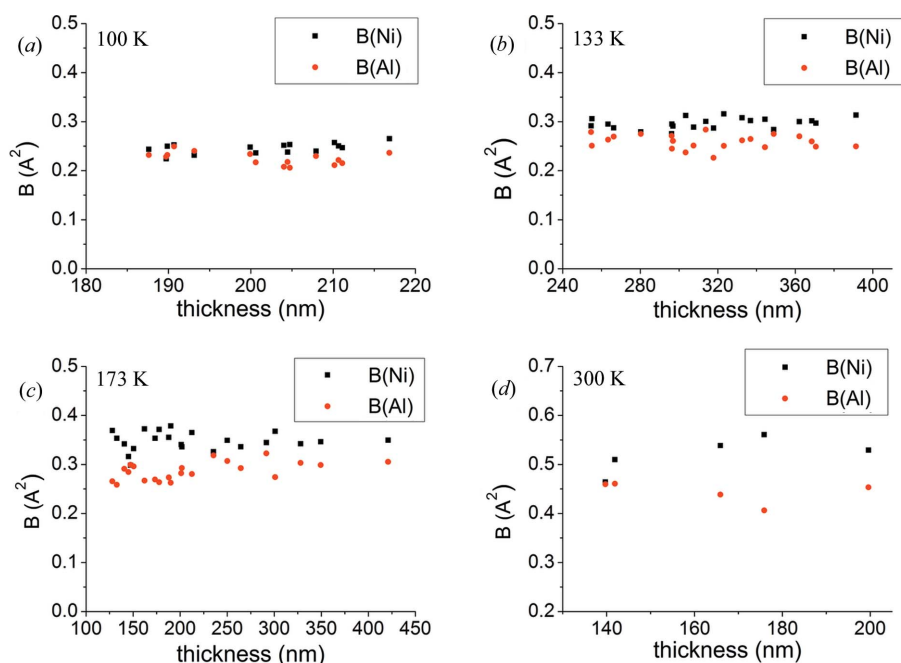 (a)
100 K
B(Ni)
B(Al)
0.5
0.4
0.3
0.2
0.1
0.0
B (A²)
180 190 200 210 220
thickness (nm)
(b)
133 K
B(Ni)
B(Al)
0.5
0.4
0.3
0.2
0.1
0.0
B (A²)
240 280 320 360 400
thickness (nm)
(c)
173 K
B(Ni)
B(Al)
0.5
0.4
0.3
0.2
0.1
0.0
B (A²)
100 150 200 250 300 350 400 450
thickness (nm)
(d)
300 K
B(Ni)
B(Al)
0.7
0.6
0.5
0.4
0.3
0.2
B (A²)
140 160 180 200
thickness (nm)